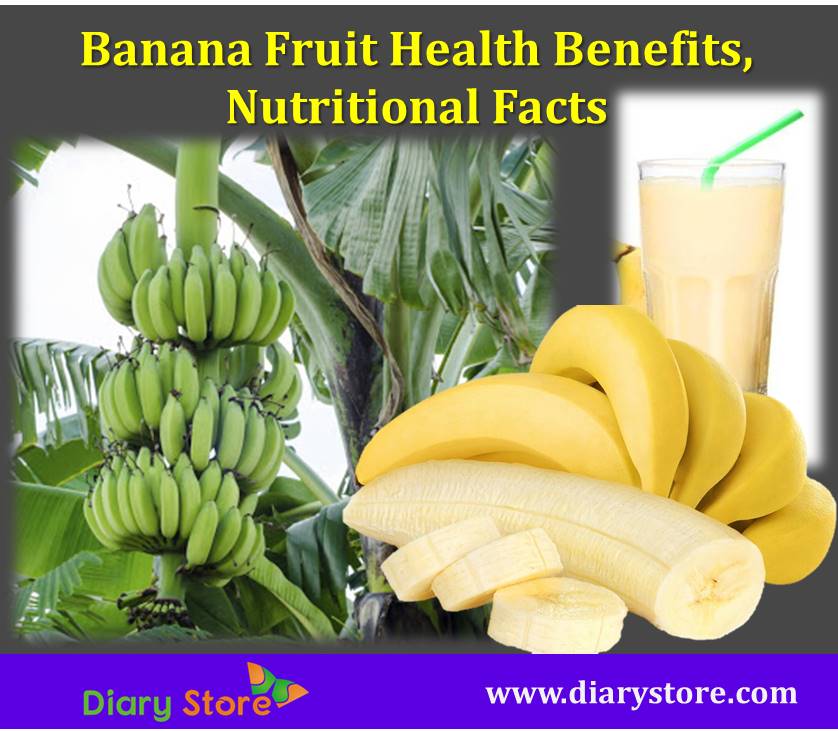 Banana Fruit Health Benefits,
Nutritional Facts
Diary Store
www.diarystore.com